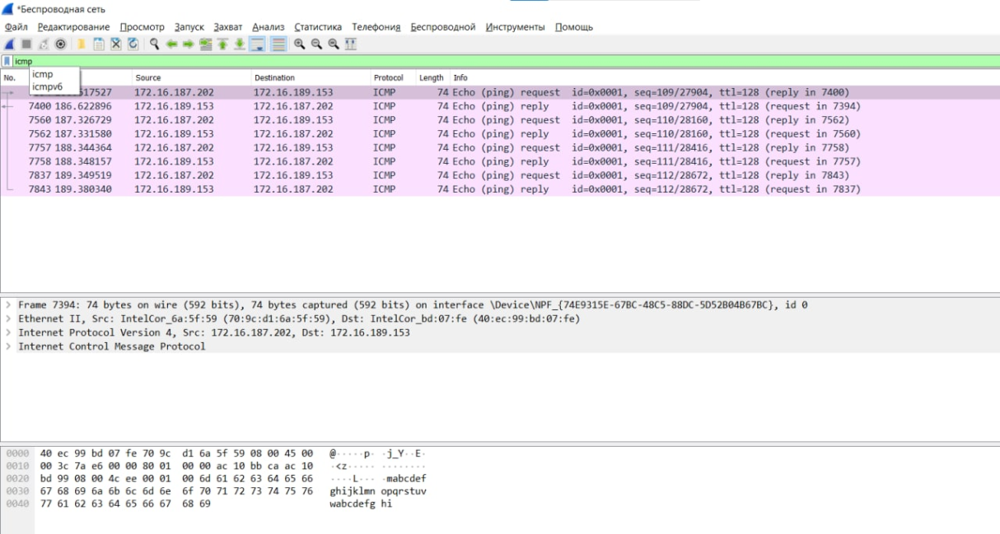 *Беспроводная сеть
Файл Редактирование Просмотр Запуск Захват Анализ Статистика Телефония Беспроводной Инструменты Помощь
icmp
icmp
icmpv6
No. Source Destination Protocol Length Info
17527 172.16.187.202 172.16.189.153 ICMP 74 Echo (ping) request id=0x0001, seq=109/27904, ttl=128 (reply in 7400)
7400 186.622896 172.16.189.153 172.16.187.202 ICMP 74 Echo (ping) reply id=0x0001, seq=109/27904, ttl=128 (request in 7394)
7560 187.326729 172.16.187.202 172.16.189.153 ICMP 74 Echo (ping) request id=0x0001, seq=110/28160, ttl=128 (reply in 7562)
7562 187.331580 172.16.189.153 172.16.187.202 ICMP 74 Echo (ping) reply id=0x0001, seq=110/28160, ttl=128 (request in 7560)
7757 188.344364 172.16.187.202 172.16.189.153 ICMP 74 Echo (ping) request id=0x0001, seq=111/28416, ttl=128 (reply in 7758)
7758 188.348157 172.16.189.153 172.16.187.202 ICMP 74 Echo (ping) reply id=0x0001, seq=111/28416, ttl=128 (request in 7757)
7837 189.349519 172.16.187.202 172.16.189.153 ICMP 74 Echo (ping) request id=0x0001, seq=112/28672, ttl=128 (reply in 7843)
7843 189.380340 172.16.189.153 172.16.187.202 ICMP 74 Echo (ping) reply id=0x0001, seq=112/28672, ttl=128 (request in 7837)
Frame 7394: 74 bytes on wire (592 bits), 74 bytes captured (592 bits) on interface \Device\NPF_{74E9315E-67BC-48C5-88DC-5D52B04B67BC}, id 0
Ethernet II, Src: IntelCor_6a:5f:59 (70:9c:d1:6a:5f:59), Dst: IntelCor_bd:07:fe (40:ec:99:bd:07:fe)
Internet Protocol Version 4, Src: 172.16.187.202, Dst: 172.16.189.153
Internet Control Message Protocol
0000 40 ec 99 bd 07 fe 70 9c d1 6a 5f 59 08 00 45 00 @·····p· ·j_Y··E·
0010 00 3c 7a e6 00 00 80 01 00 00 ac 10 bb ca ac 10 ·<z····· ········
0020 bd 99 08 00 4c ee 00 01 00 6d 61 62 63 64 65 66 ····L··· ·mabcdef
0030 67 68 69 6a 6b 6c 6d 6e 6f 70 71 72 73 74 75 76 ghijklmn opqrstuv
0040 77 61 62 63 64 65 66 67 68 69 wabcdefg hi